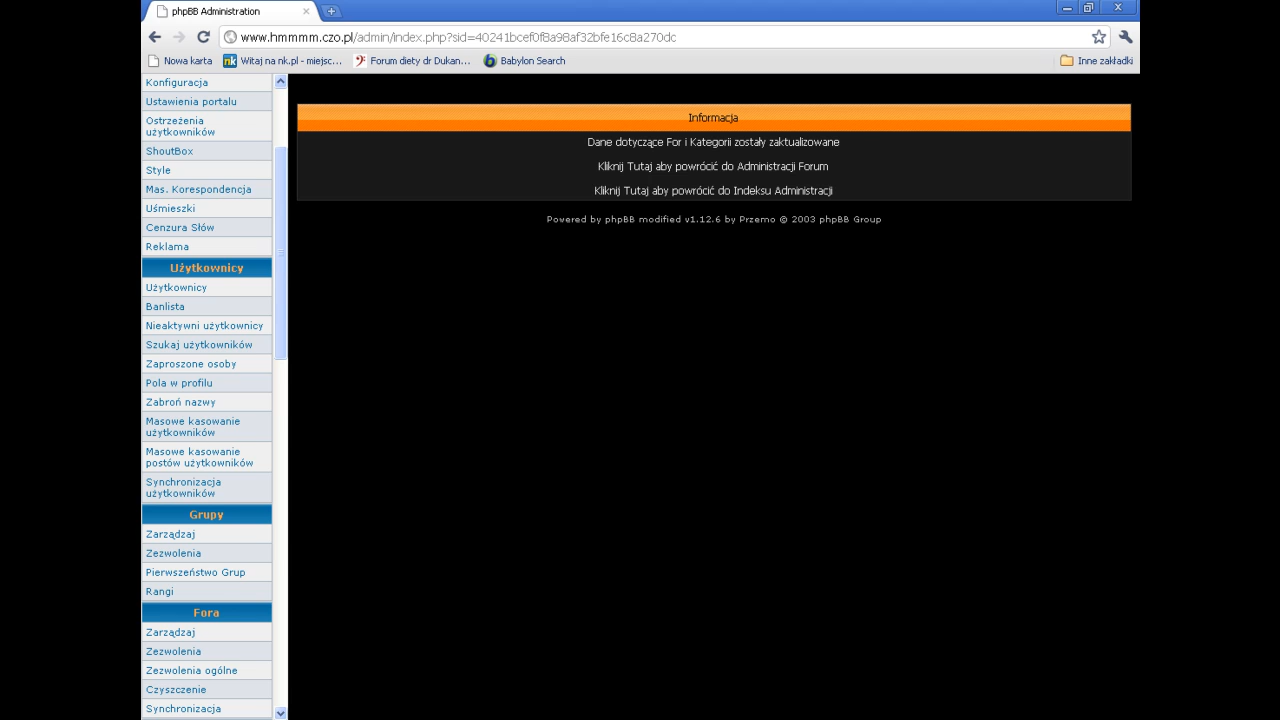 phpBB Administration
www.hmmmm.czo.pl/admin/index.php?sid=40241bcef0f8a98af32bfe16c8a270dc
Nowa karta
Witaj na nk.pl - miejsc...
Forum diety dr Dukan...
Babylon Search
Inne zakładki
Konfiguracja
Ustawienia portalu
Ostrzeżenia
użytkowników
ShoutBox
Style
Mas. Korespondencja
Uśmieszki
Cenzura Słów
Reklama
Użytkownicy
Użytkownicy
Banlista
Nieaktywni użytkownicy
Szukaj użytkowników
Zaproszone osoby
Pola w profilu
Zabroń nazwy
Masowe kasowanie
użytkowników
Masowe kasowanie
postów użytkowników
Synchronizacja
użytkowników
Grupy
Zarządzaj
Zezwolenia
Pierwszeństwo Grup
Rangi
Fora
Zarządzaj
Zezwolenia
Zezwolenia ogólne
Czyszczenie
Synchronizacja
Informacja
Dane dotyczące For i Kategorii zostały zaktualizowane
Kliknij Tutaj aby powrócić do Administracji Forum
Kliknij Tutaj aby powrócić do Indeksu Administracji
Powered by phpBB modified v1.12.6 by Przemo © 2003 phpBB Group